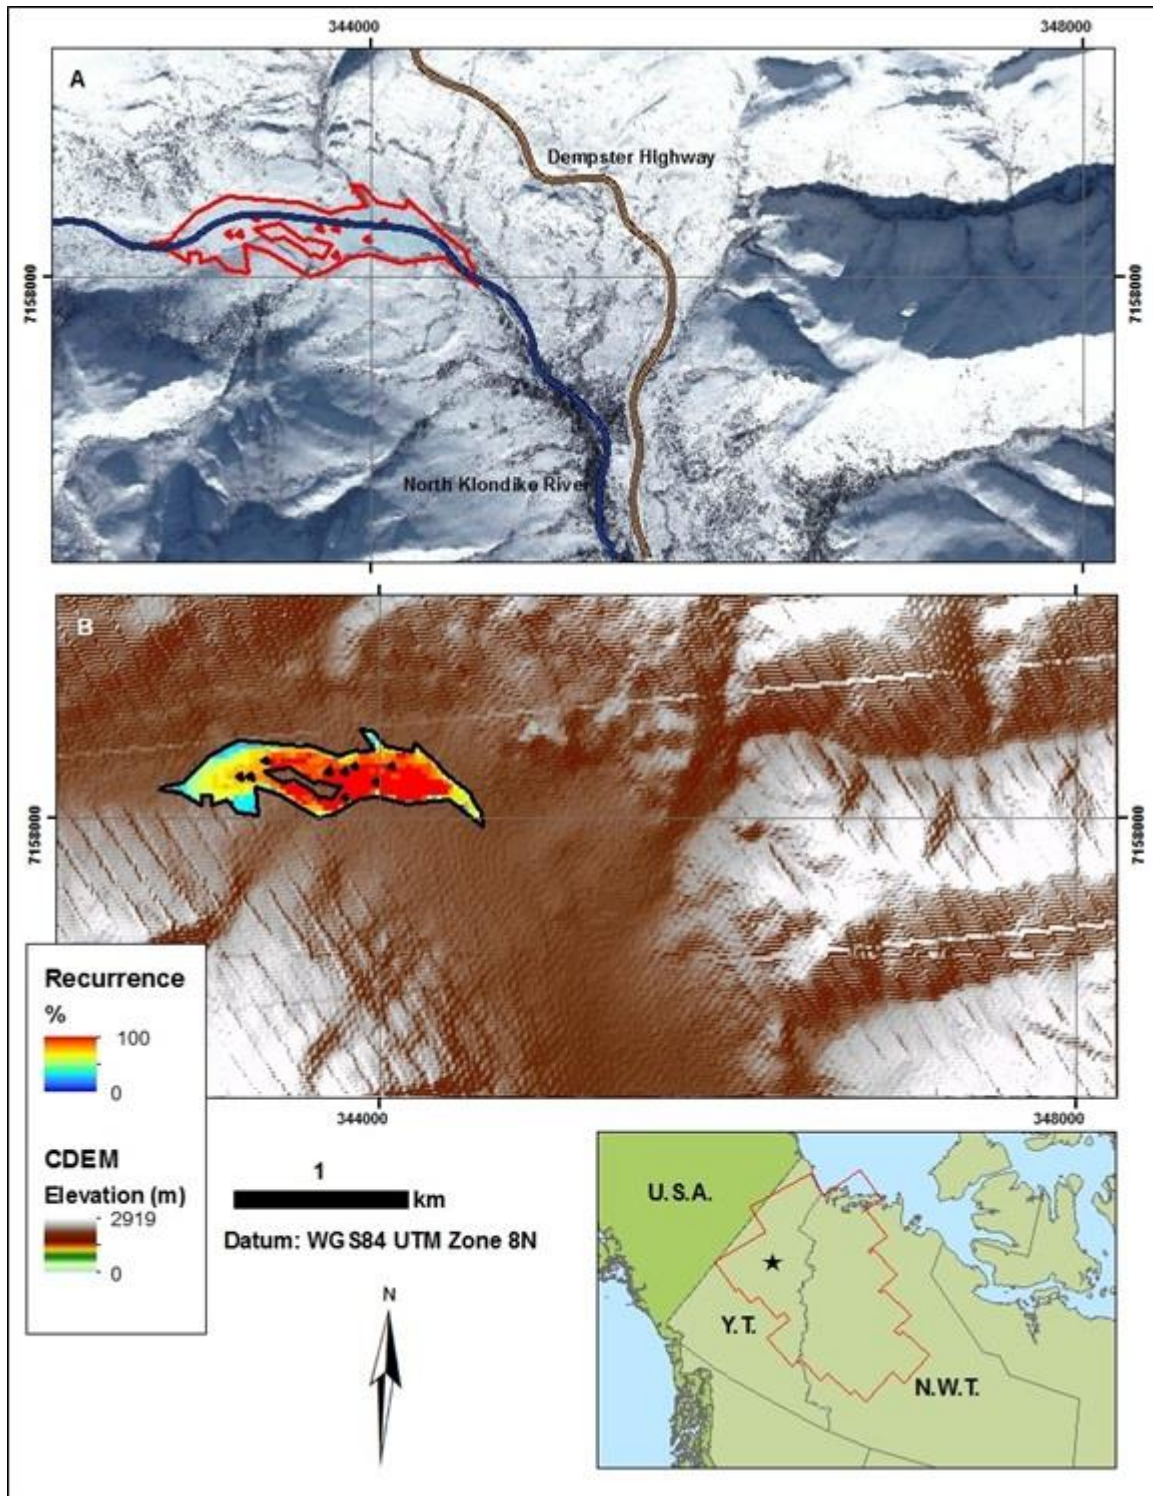 344000
348000
A
Dempster Highway
7158000
7158000
North Klondike River
B
7158000
7158000
Recurrence
%
100
0
344000
348000
CDEM
Elevation (m)
2919
0
1
km
Datum: WGS84 UTM Zone 8N
N
U.S.A.
Y.T.
N.W.T.